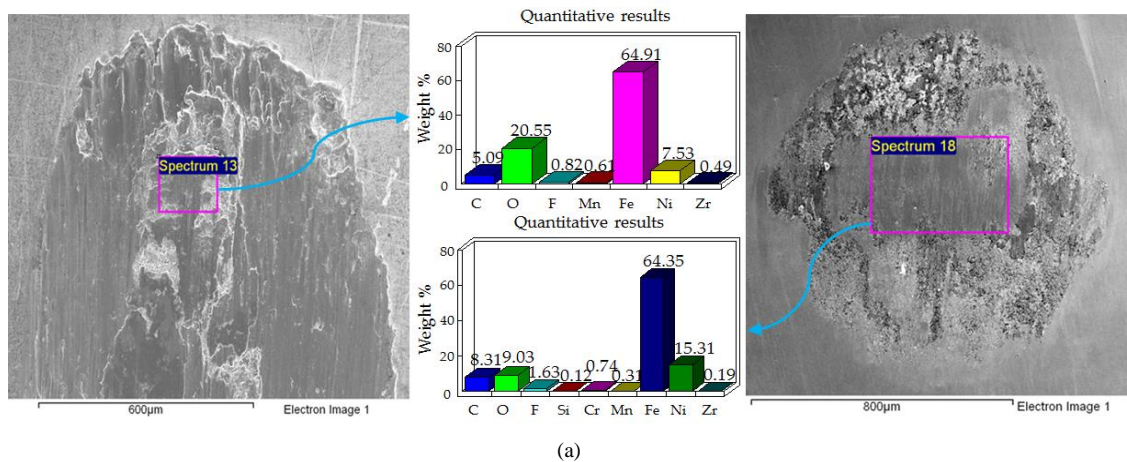 Spectrum 13
600μm
Electron Image 1
Quantitative results
Weight %
80
60
40
20
0
5.09
20.55
0.82
0.61
64.91
7.53
0.49
C O F Mn Fe Ni Zr
Quantitative results
Weight %
80
60
40
20
0
8.31
9.03
1.63
0.12
0.74
0.31
64.35
15.31
0.19
C O F Si Cr Mn Fe Ni Zr
Spectrum 18
800μm
Electron Image 1
(a)